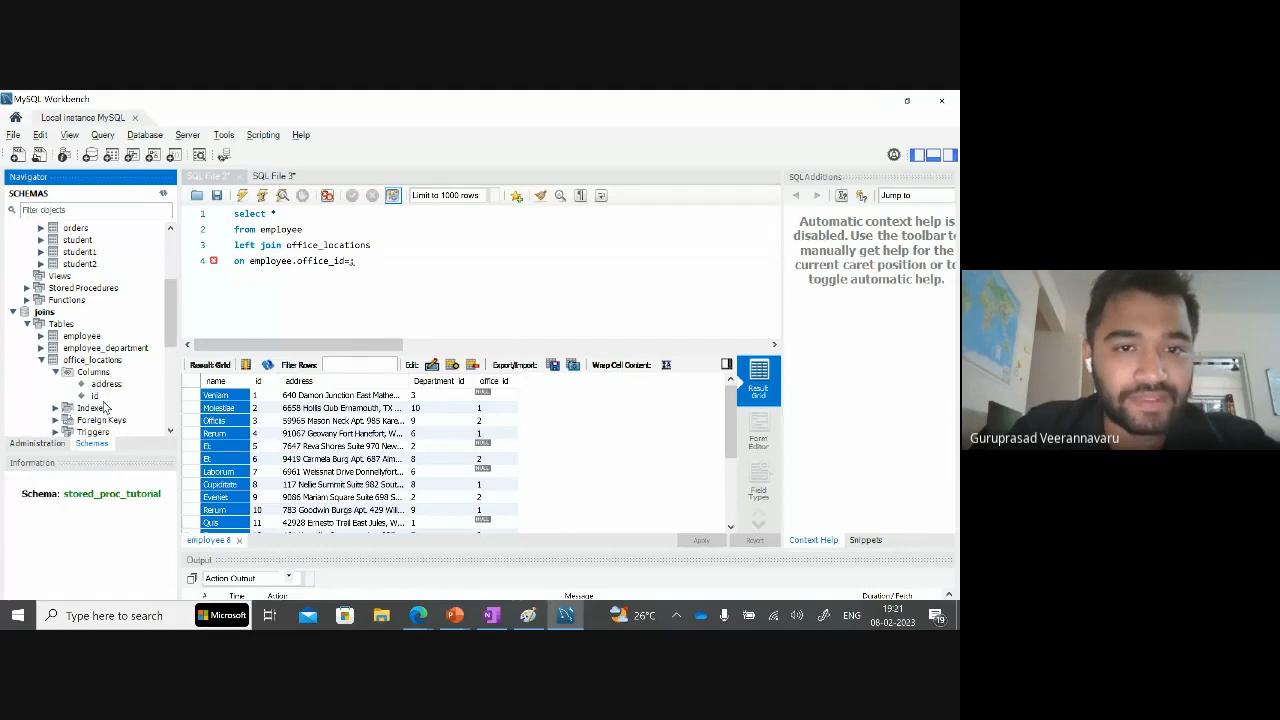 MySQL Workbench
Local instance MySQL
File Edit View Query Database Server Tools Scripting Help
Navigator
SCHEMAS
Filter objects
orders
student
student1
student2
Views
Stored Procedures
Functions
joins
Tables
employee
employee_department
office_locations
Columns
address
id
Indexes
Foreign Keys
Triggers
Administration Schemas
Information
Schema: stored_proc_tutorial
SQL File 2* SQL File 3*
Limit to 1000 rows
1 select *
2 from employee
3 left join office_locations
4 on employee.office_id=;
Result Grid Filter Rows: Edit: Export/Import: Wrap Cell Content:
name id address Department_id office_id
Veniam 1 640 Damon Junction East Mathe... 3 NULL
Molestiae 2 6658 Hollis Club Ernamouth, TX ... 10 1
Officiis 3 59965 Mason Neck Apt. 985 Kare... 9 2
Rerum 4 91067 Geovany Fort Hanefort, W... 6 1
Et 5 7647 Reva Shores Suite 970 New... 2 NULL
Et 6 9419 Carmela Burg Apt. 687 Sash... 8 2
Laborum 7 6961 Weissnat Drive Donnellyfort... 6 NULL
Cupiditate 8 117 Nellie Summit Suite 982 Sout... 8 1
Eveniet 9 9086 Mariam Square Suite 698 S... 2 2
Rerum 10 783 Goodwin Burgs Apt. 429 Will... 9 1
Quis 11 42928 Ernesto Trail East Jules, W... 1 NULL
Result Grid
Form Editor
Field Types
employee 8
Apply Revert
Output
Action Output
Time Action Message Duration / Fetch
SQLAdditions
Jump to
Automatic context help is
disabled. Use the toolbar to
manually get help for the
current caret position or to
toggle automatic help.
Context Help Snippets
Guruprasad Veerannavaru
Type here to search
Microsoft
26°C
ENG
19:21
08-02-2023
19